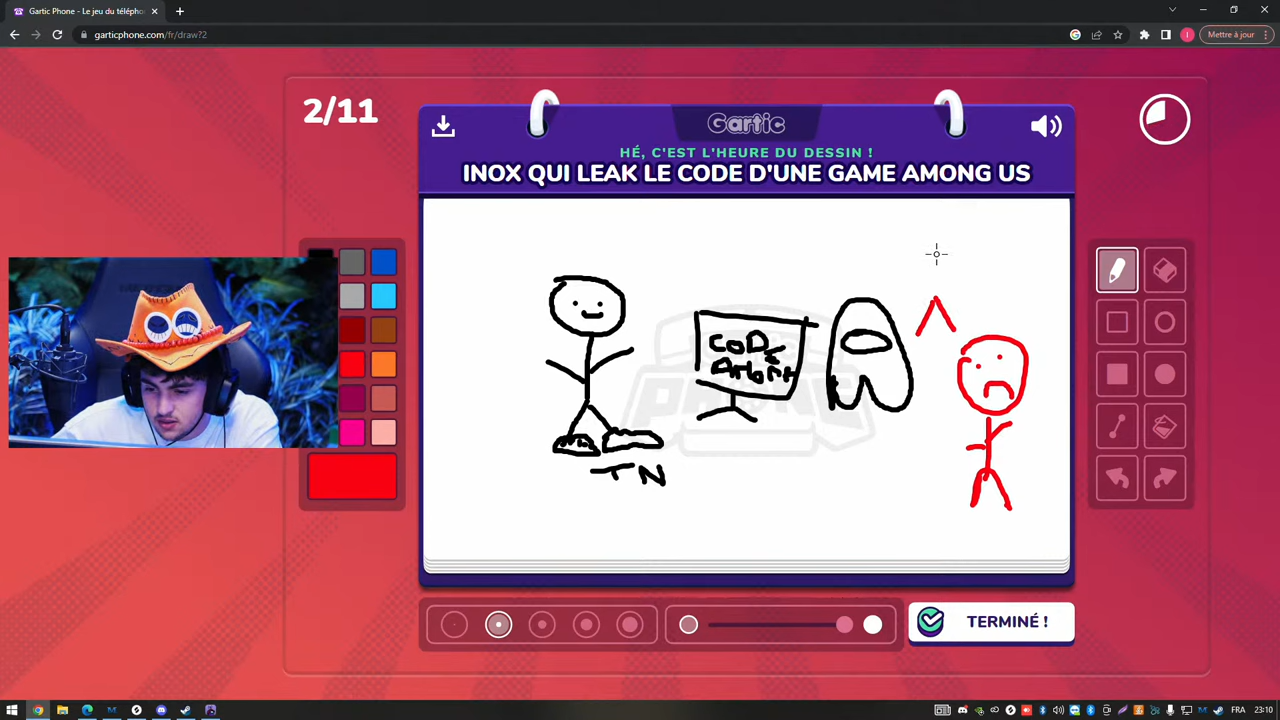 Gartic Phone - Le jeu du téléphon
garticphone.com/fr/draw?2
Mettre à jour
2/11
Gartic
HÉ, C'EST L'HEURE DU DESSIN !
INOX QUI LEAK LE CODE D'UNE GAME AMONG US
CODE
TN
TERMINÉ !
FRA
23:10